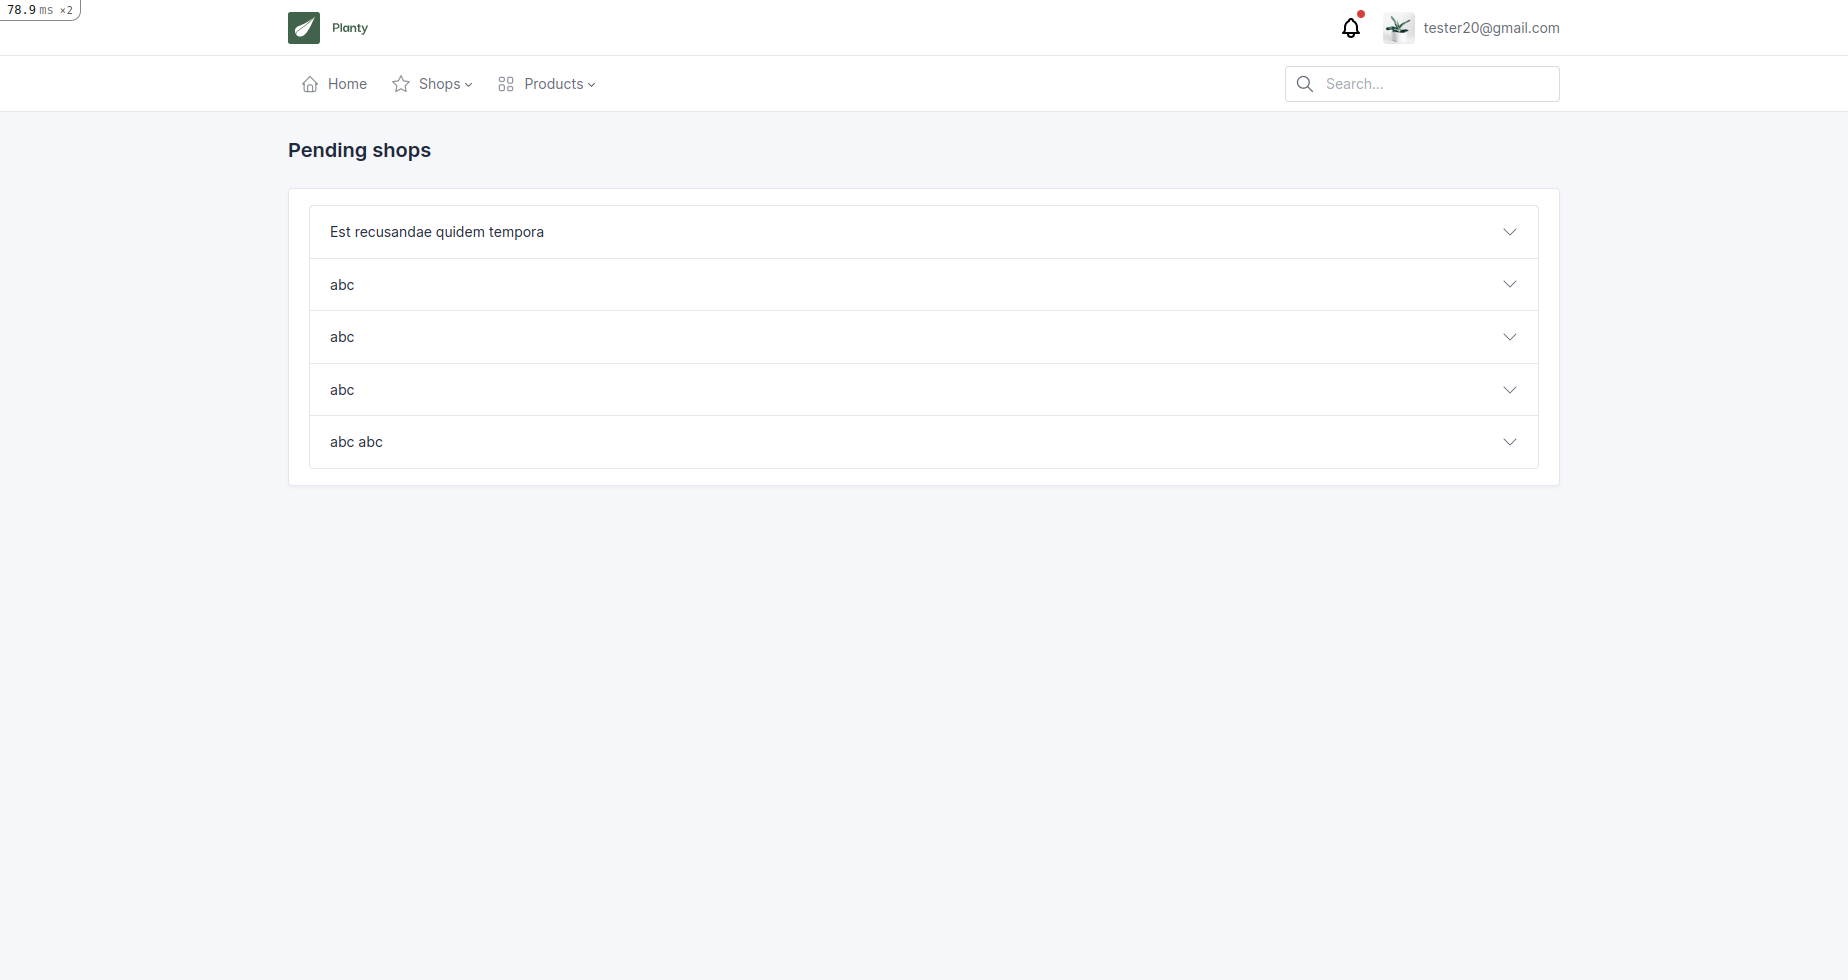 78.9 ms ×2
Planty
tester20@gmail.com
Home
Shops
Products
Search...
Pending shops
Est recusandae quidem tempora
abc
abc
abc
abc abc